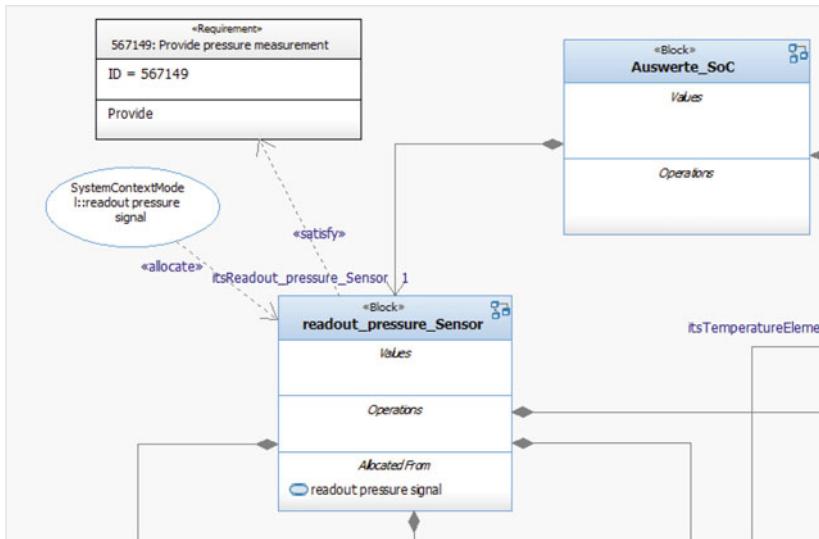 «Requirement»
567149: Provide pressure measurement
ID = 567149
Provide
«Block»
Auswerte_SoC
Values
Operations
SystemContextMode
l::readout pressure
signal
«satisfy»
«allocate»
itsReadout_pressure_Sensor 1
«Block»
readout_pressure_Sensor
Values
Operations
Allocated From
readout pressure signal
itsTemperatureEleme